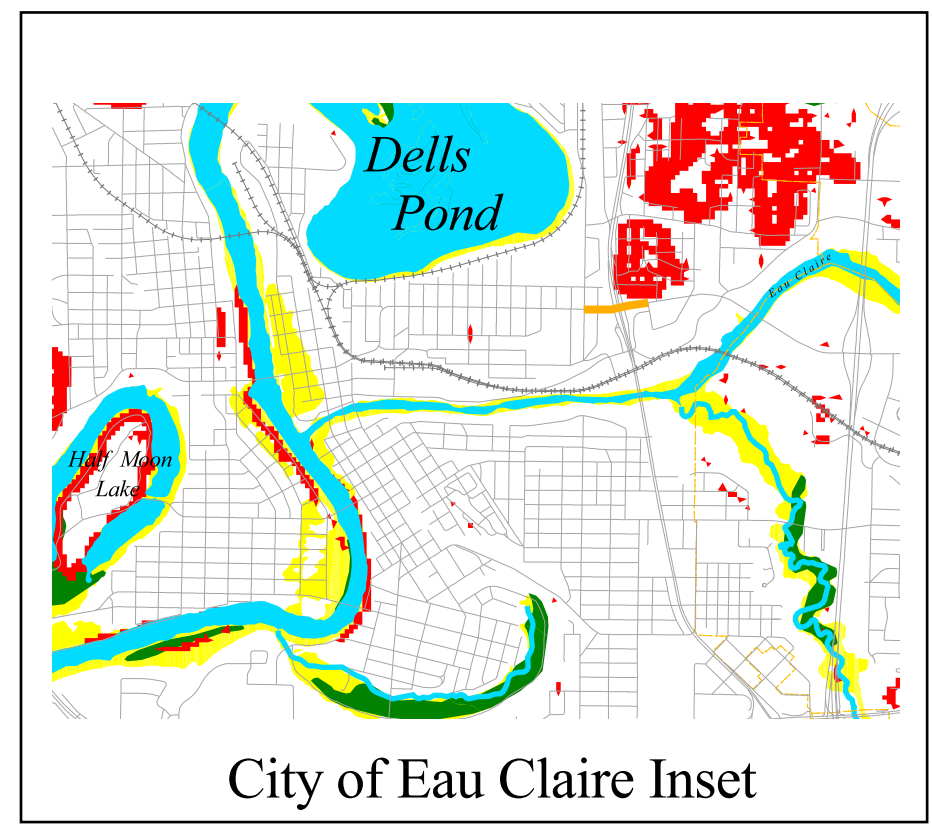 Dells
Pond
Eau Claire
Half Moon
Lake
City of Eau Claire Inset